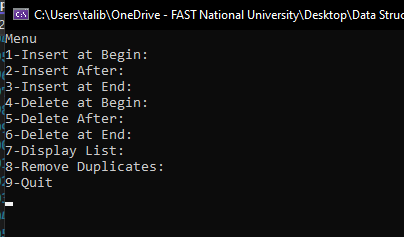 C:\Users\talib\OneDrive - FAST National University\Desktop\Data Struc
Menu
1-Insert at Begin:
2-Insert After:
3-Insert at End:
4-Delete at Begin:
5-Delete After:
6-Delete at End:
7-Display List:
8-Remove Duplicates:
9-Quit